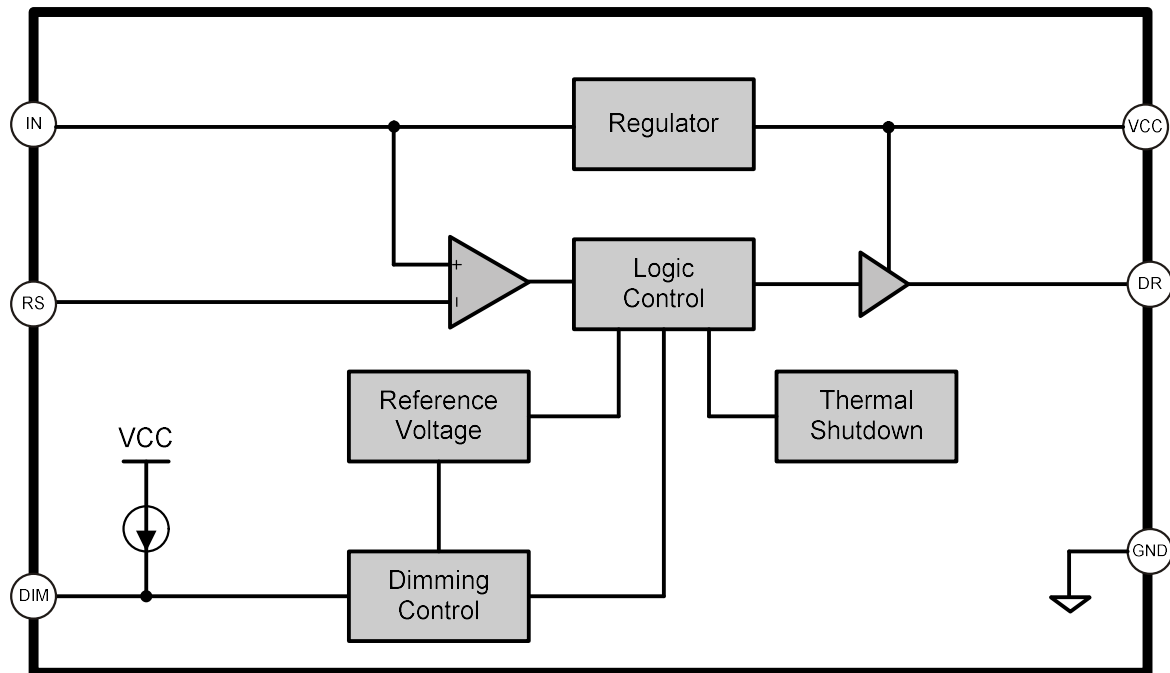 IN
Regulator
VCC
+
Logic
Control
DR
RS
−
Reference
Voltage
Thermal
Shutdown
VCC
GND
DIM
Dimming
Control